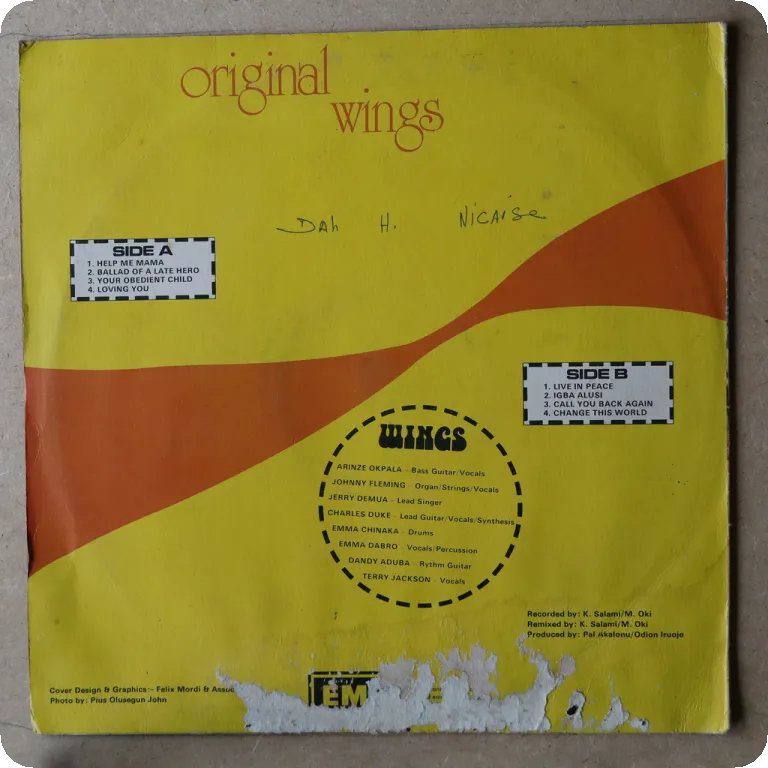 original
wings
Dah H. Nicaise
SIDE A
1. HELP ME MAMA
2. BALLAD OF A LATE HERO
3. YOUR OBEDIENT CHILD
4. LOVING YOU
SIDE B
1. LIVE IN PEACE
2. IGBA ALUSI
3. CALL YOU BACK AGAIN
4. CHANGE THIS WORLD
WINGS
ARINZE OKPALA - Bass Guitar/Vocals
JOHNNY FLEMING - Organ/Strings/Vocals
JERRY DEMUA - Lead Singer
CHARLES DUKE - Lead Guitar/Vocals/Synthesis
EMMA CHINAKA - Drums
EMMA DABRO - Vocals/Percussion
DANDY ADUBA - Rythm Guitar
TERRY JACKSON - Vocals
Recorded by: K. Salami/M. Oki
Remixed by: K. Salami/M. Oki
Produced by: Pal Akalonu/Odion Iruoje
Cover Design & Graphics:- Felix Mordi & Assoc
Photo by: Pius Olusegun John
EM